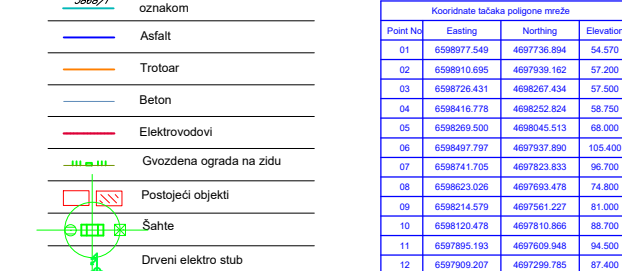 oznakom
Asfalt
Trotoar
Beton
Elektrovodovi
Gvozdena ograda na zidu
Postojeći objekti
Šahte
Drveni elektro stub
Kooridnate tačaka poligone mreže
Point No Easting Northing Elevation
01 6598977.549 4697736.894 54.570
02 6598910.695 4697939.162 57.200
03 6598726.431 4698267.434 57.500
04 6598416.778 4698252.824 58.750
05 6598269.500 4698045.513 68.000
06 6598497.797 4697937.890 105.400
07 6598741.705 4697823.833 96.700
08 6598623.026 4697693.478 74.800
09 6598214.579 4697561.227 81.000
10 6598120.478 4697810.866 88.700
11 6597895.193 4697609.948 94.500
12 6597909.207 4697299.785 87.400